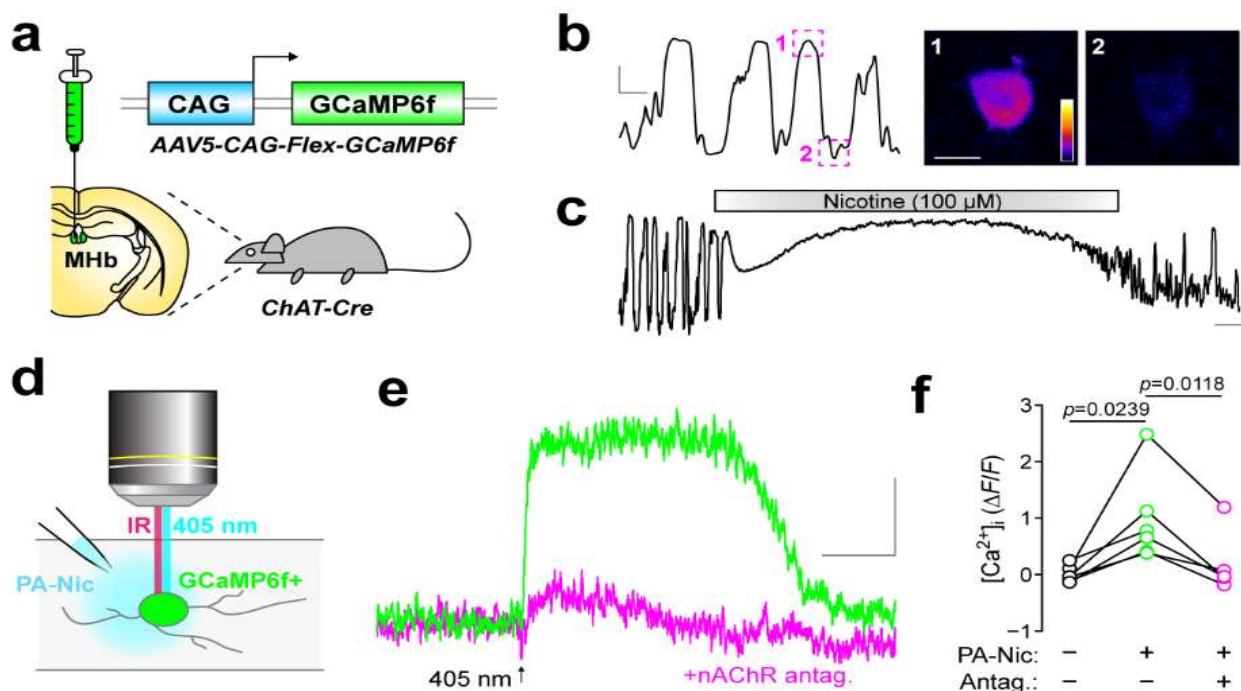 a
CAG
GCaMP6f
AAV5-CAG-Flex-GCaMP6f
MHb
ChAT-Cre
b
1
2
1
2
c
Nicotine (100 µM)
d
IR
405 nm
PA-Nic
GCaMP6f+
e
405 nm ↑
+nAChR antag.
f
p=0.0118
p=0.0239
[Ca²⁺]ᵢ (ΔF/F)
3
2
1
0
−1
PA-Nic: − + +
Antag.: − − +